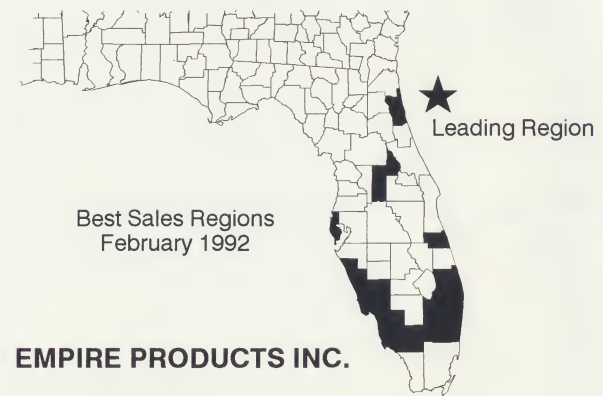 Leading Region
Best Sales Regions
February 1992
EMPIRE PRODUCTS INC.